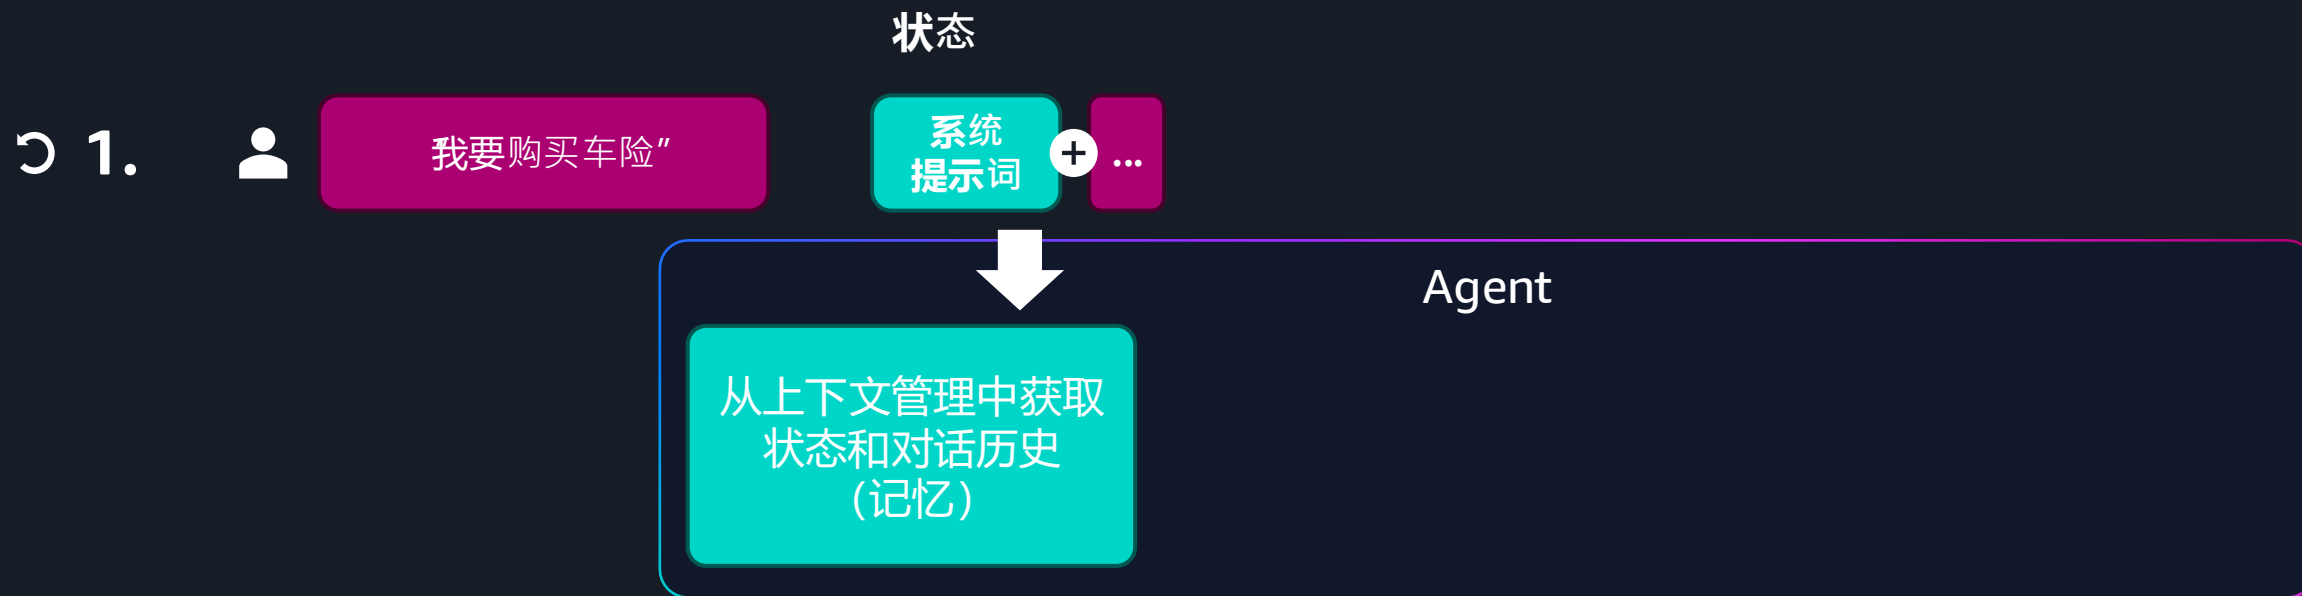 状态
1.
“我要购买车险”
系统
提示词
+
...
Agent
从上下文管理中获取
状态和对话历史
(记忆)